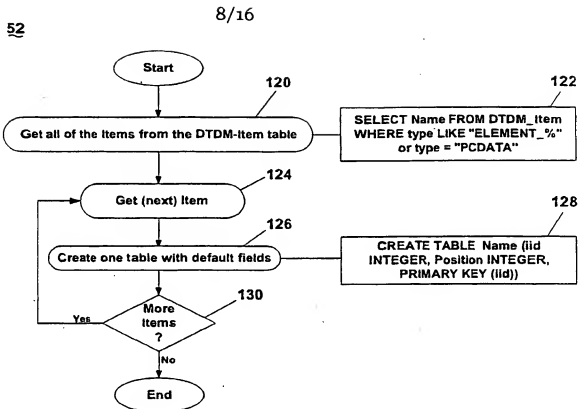 8/16
52
Start
120
122
Get all of the Items from the DTDM-Item table
SELECT Name FROM DTDM_Item
WHERE type LIKE "ELEMENT_%"
or type = "PCDATA"
124
Get (next) Item
126
128
Create one table with default fields
CREATE TABLE Name (iid
INTEGER, Position INTEGER,
PRIMARY KEY (iid))
130
More
Items
?
Yes
No
End